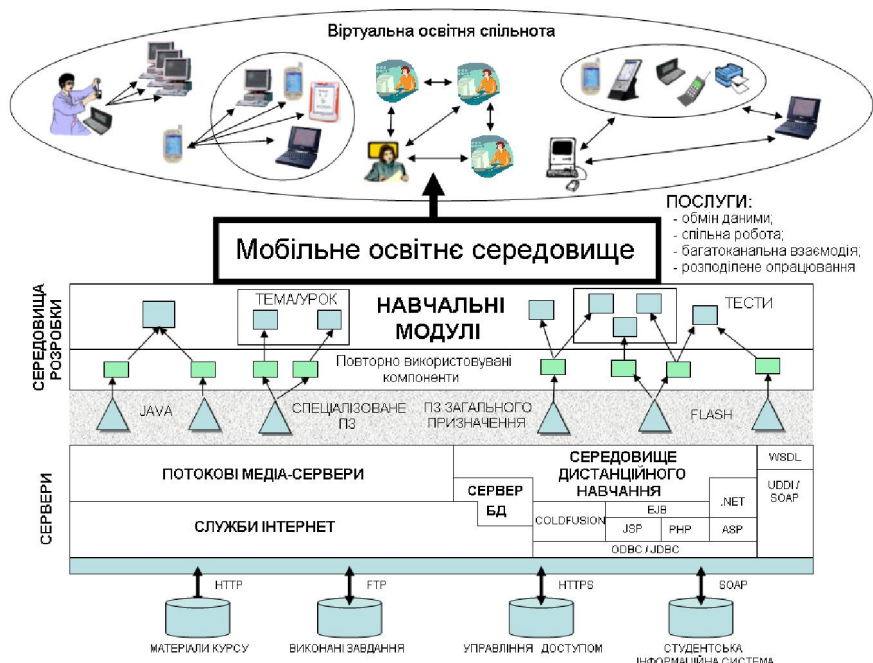 Віртуальна освітня спільнота
ПОСЛУГИ:
- обмін даними;
- спільна робота;
- багатоканальна взаємодія;
- розподілене опрацювання
Мобільне освітнє середовище
СЕРЕДОВИЩА
РОЗРОБКИ
ТЕМА/УРОК
НАВЧАЛЬНІ
МОДУЛІ
ТЕСТИ
Повторно використовувані
компоненти
JAVA
СПЕЦІАЛІЗОВАНЕ
ПЗ
ПЗ ЗАГАЛЬНОГО
ПРИЗНАЧЕННЯ
FLASH
СЕРВЕРИ
ПОТОКОВІ МЕДІА-СЕРВЕРИ
СЕРЕДОВИЩЕ
ДИСТАНЦІЙНОГО
НАВЧАННЯ
WSDL
UDDI /
SOAP
СЕРВЕР
БД
.NET
СЛУЖБИ ІНТЕРНЕТ
COLDFUSION
EJB
JSP
PHP
ASP
ODBC / JDBC
HTTP
FTP
HTTPS
SOAP
МАТЕРІАЛИ КУРСУ
ВИКОНАНІ ЗАВДАННЯ
УПРАВЛІННЯ ДОСТУПОМ
СТУДЕНТСЬКА
ІНФОРМАЦІЙНА СИСТЕМА